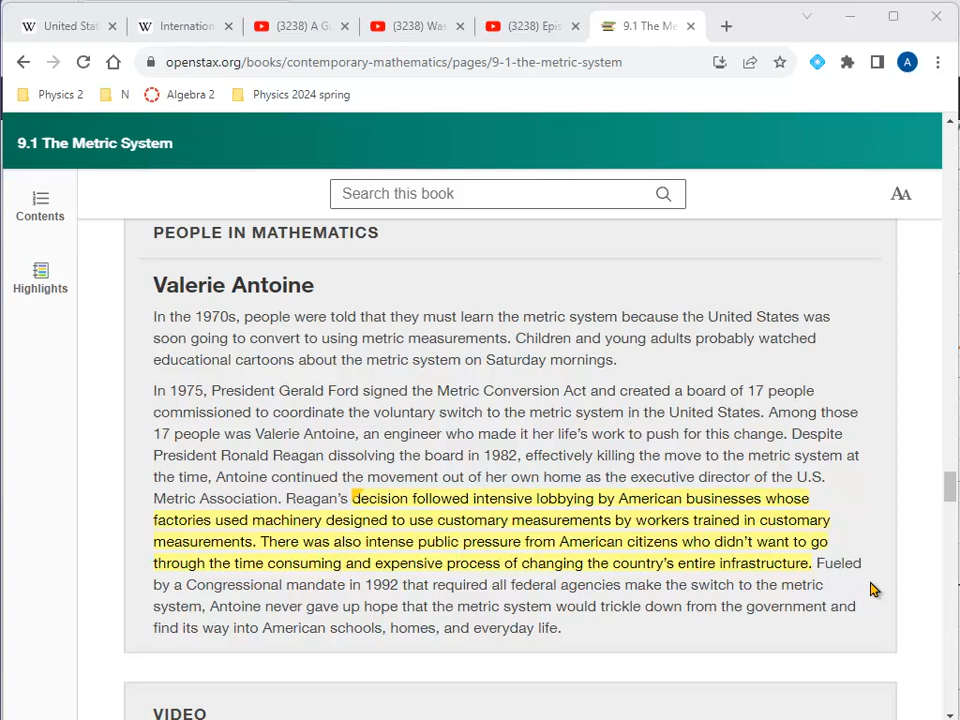 United Sta
Internation
(3238) A G
(3238) Was
(3238) Epis
9.1 The Me
openstax.org/books/contemporary-mathematics/pages/9-1-the-metric-system
A
Physics 2
N
Algebra 2
Physics 2024 spring
9.1 The Metric System
Search this book
AA
Contents
Highlights
PEOPLE IN MATHEMATICS
Valerie Antoine
In the 1970s, people were told that they must learn the metric system because the United States was
soon going to convert to using metric measurements. Children and young adults probably watched
educational cartoons about the metric system on Saturday mornings.
In 1975, President Gerald Ford signed the Metric Conversion Act and created a board of 17 people
commissioned to coordinate the voluntary switch to the metric system in the United States. Among those
17 people was Valerie Antoine, an engineer who made it her life's work to push for this change. Despite
President Ronald Reagan dissolving the board in 1982, effectively killing the move to the metric system at
the time, Antoine continued the movement out of her own home as the executive director of the U.S.
Metric Association. Reagan's decision followed intensive lobbying by American businesses whose
factories used machinery designed to use customary measurements by workers trained in customary
measurements. There was also intense public pressure from American citizens who didn't want to go
through the time consuming and expensive process of changing the country's entire infrastructure. Fueled
by a Congressional mandate in 1992 that required all federal agencies make the switch to the metric
system, Antoine never gave up hope that the metric system would trickle down from the government and
find its way into American schools, homes, and everyday life.
VIDEO